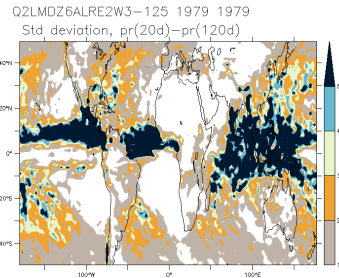 Q2LMDZ6ALRE2W3-125 1979 1979
Std deviation, pr(20d)-pr(120d)
40°N
20°N
0°
20°S
40°S
100°W
0°
100°E
5
4
3
2